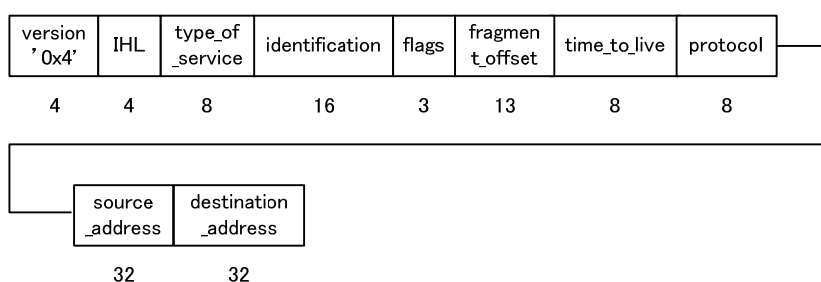 version
'0x4'
IHL
type_of
_service
identification
flags
fragmen
t_offset
time_to_live
protocol
4
4
8
16
3
13
8
8
source
_address
destination
_address
32
32